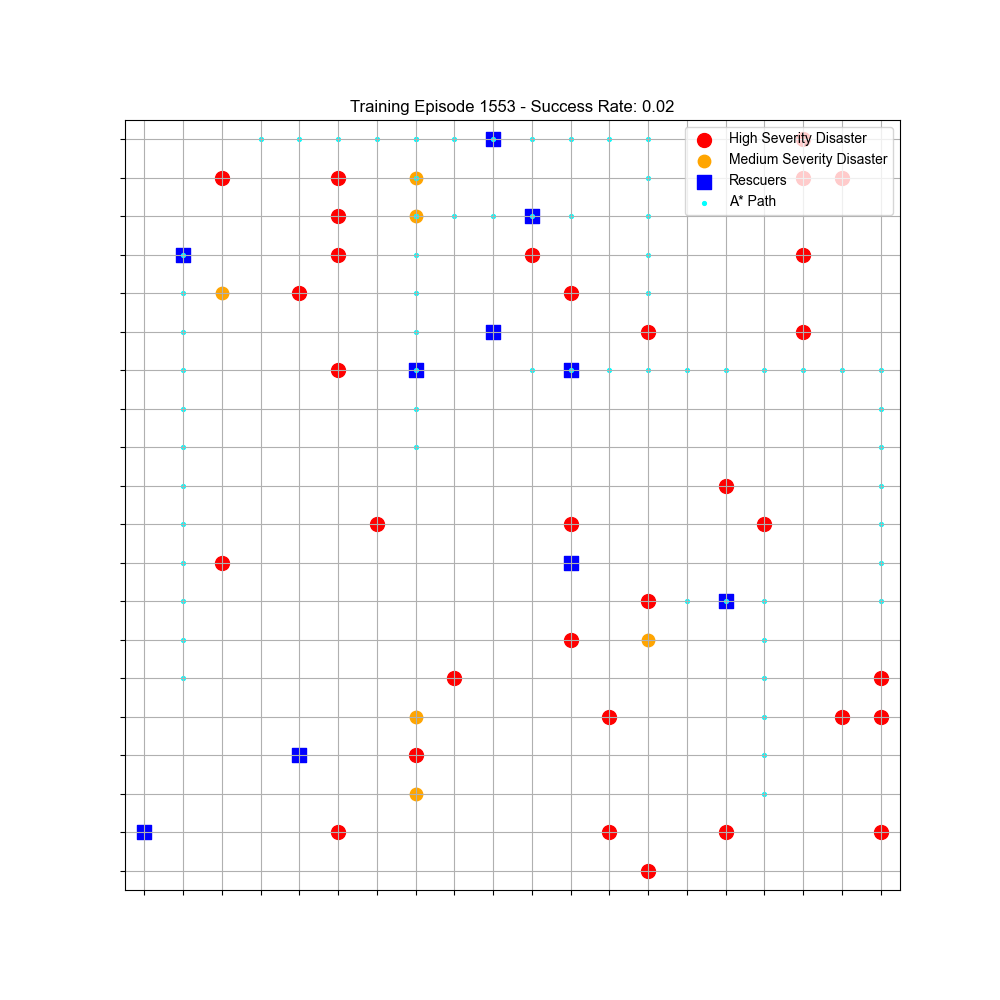 Training Episode 1553 - Success Rate: 0.02
High Severity Disaster
Medium Severity Disaster
Rescuers
A* Path